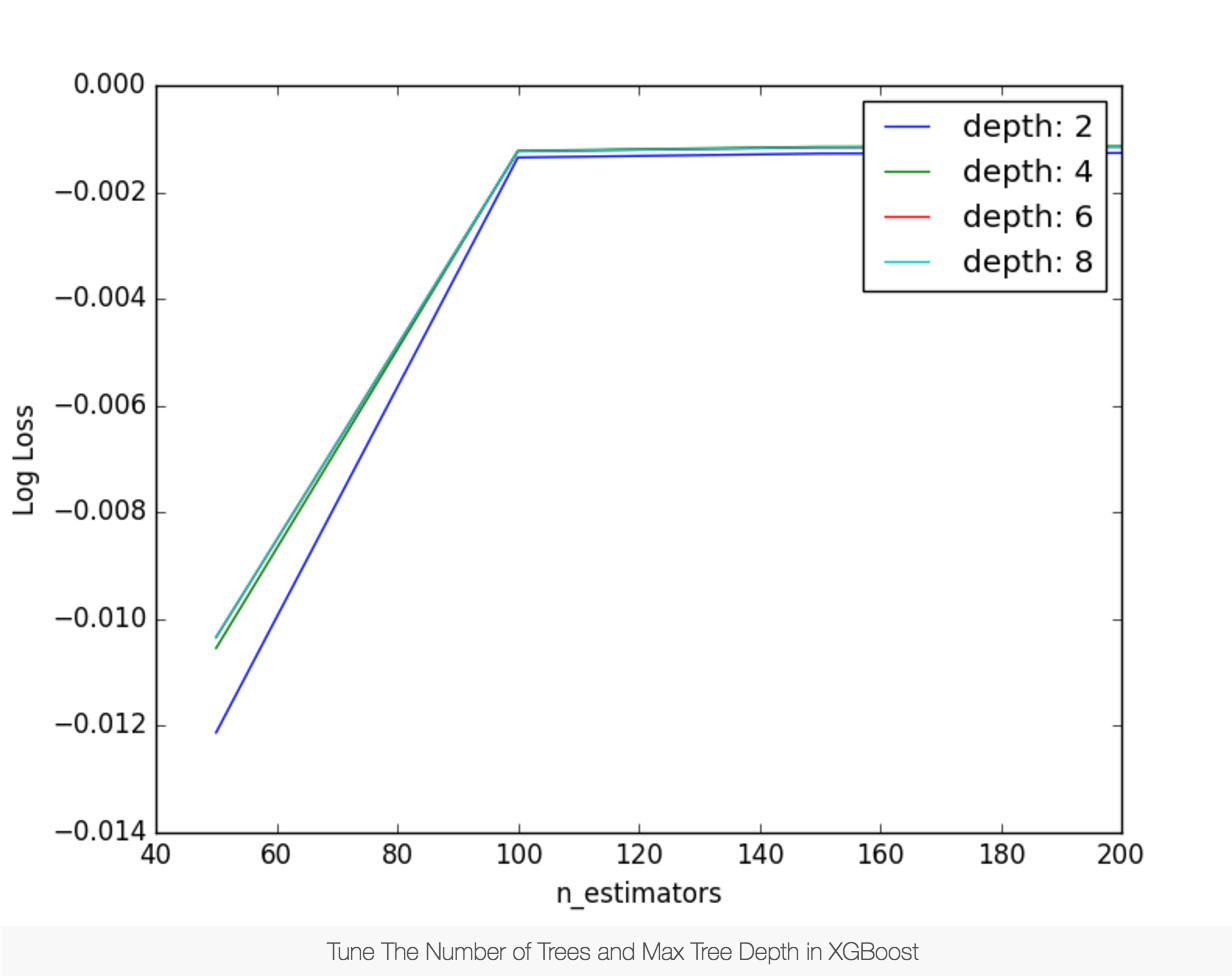 0.000
−0.002
−0.004
−0.006
−0.008
−0.010
−0.012
−0.014
Log Loss
depth: 2
depth: 4
depth: 6
depth: 8
40 60 80 100 120 140 160 180 200
n_estimators
Tune The Number of Trees and Max Tree Depth in XGBoost